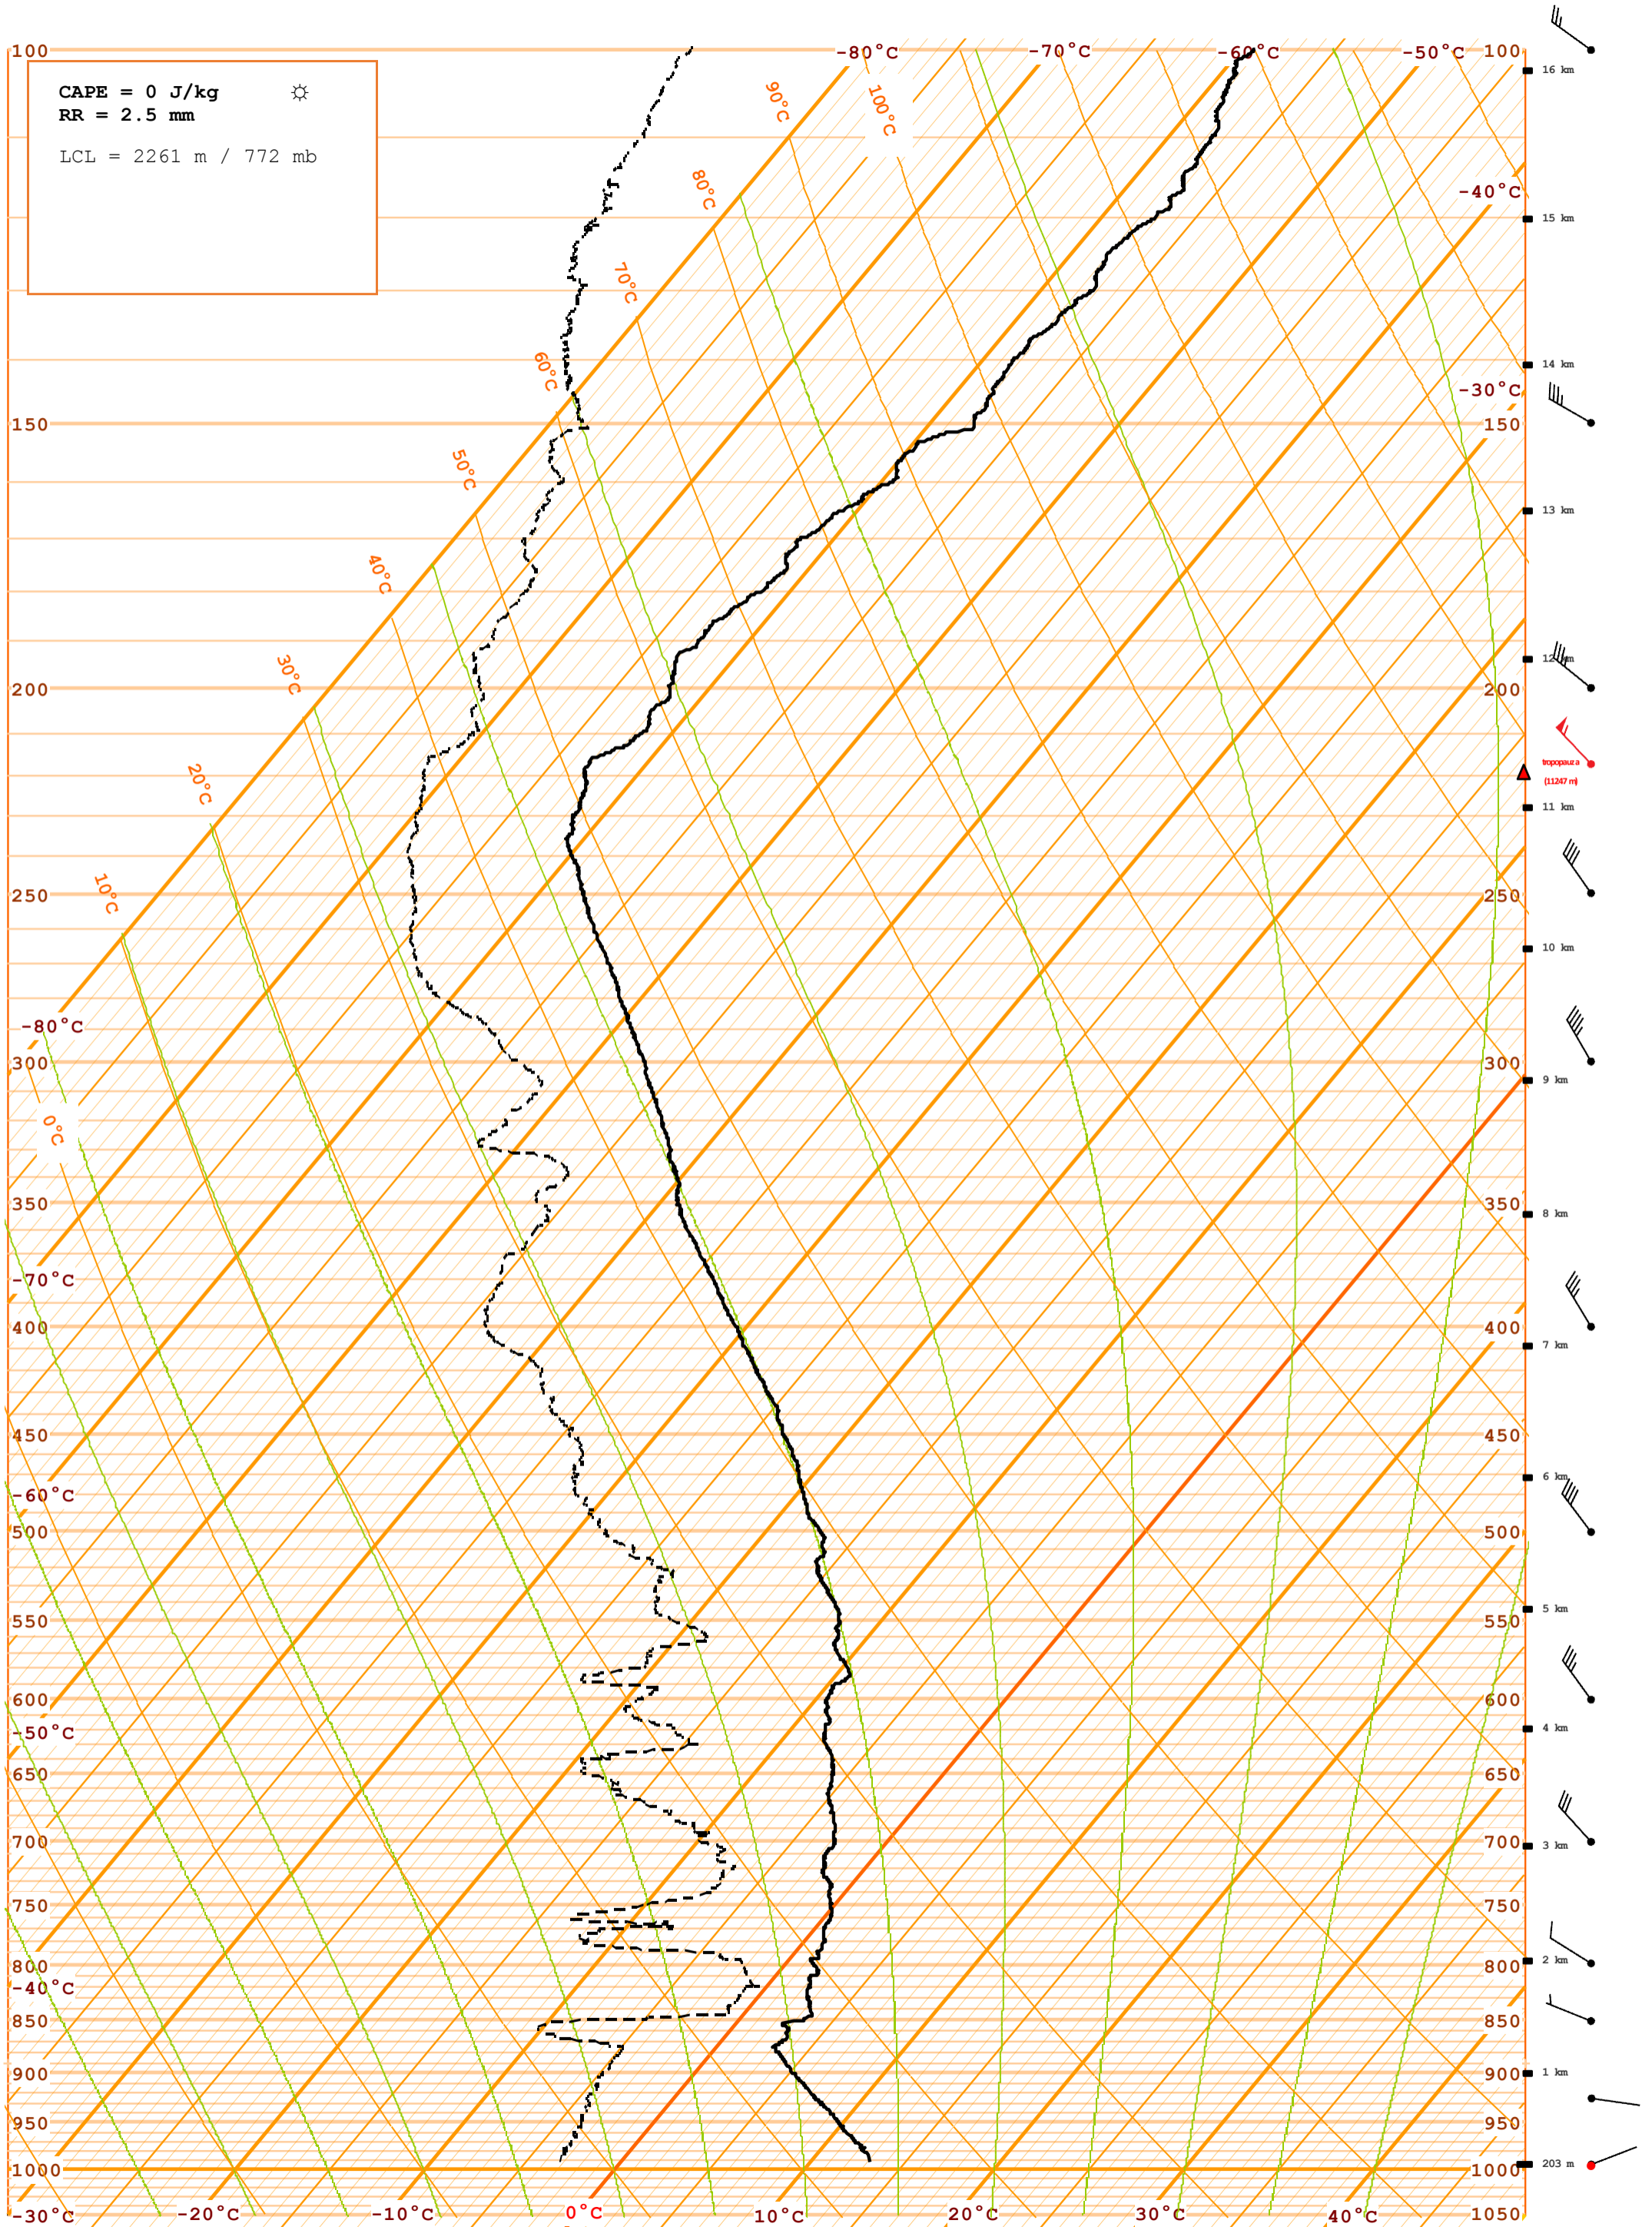 100 -80°C -70°C -60°C -50°C 100
16 km
CAPE = 0 J/kg ☼
RR = 2.5 mm
LCL = 2261 m / 772 mb
90°C 100°C
80°C -40°C
15 km
70°C
60°C 14 km
-30°C
150 150
50°C
13 km
40°C
30°C 12 km
200 200
20°C tropopauza
(11247 m)
11 km
10°C 250 250
10 km
-80°C
300 300
9 km
0°C
350 350
8 km
-70°C
400 400
7 km
450 450
6 km
-60°C
500 500
5 km
550 550
600 600
-50°C 4 km
650 650
700 700
3 km
750 750
800 800 2 km
-40°C
850 850
900 900 1 km
950 950
1000 1000 203 m
-30°C -20°C -10°C 0°C 10°C 20°C 30°C 40°C 1050